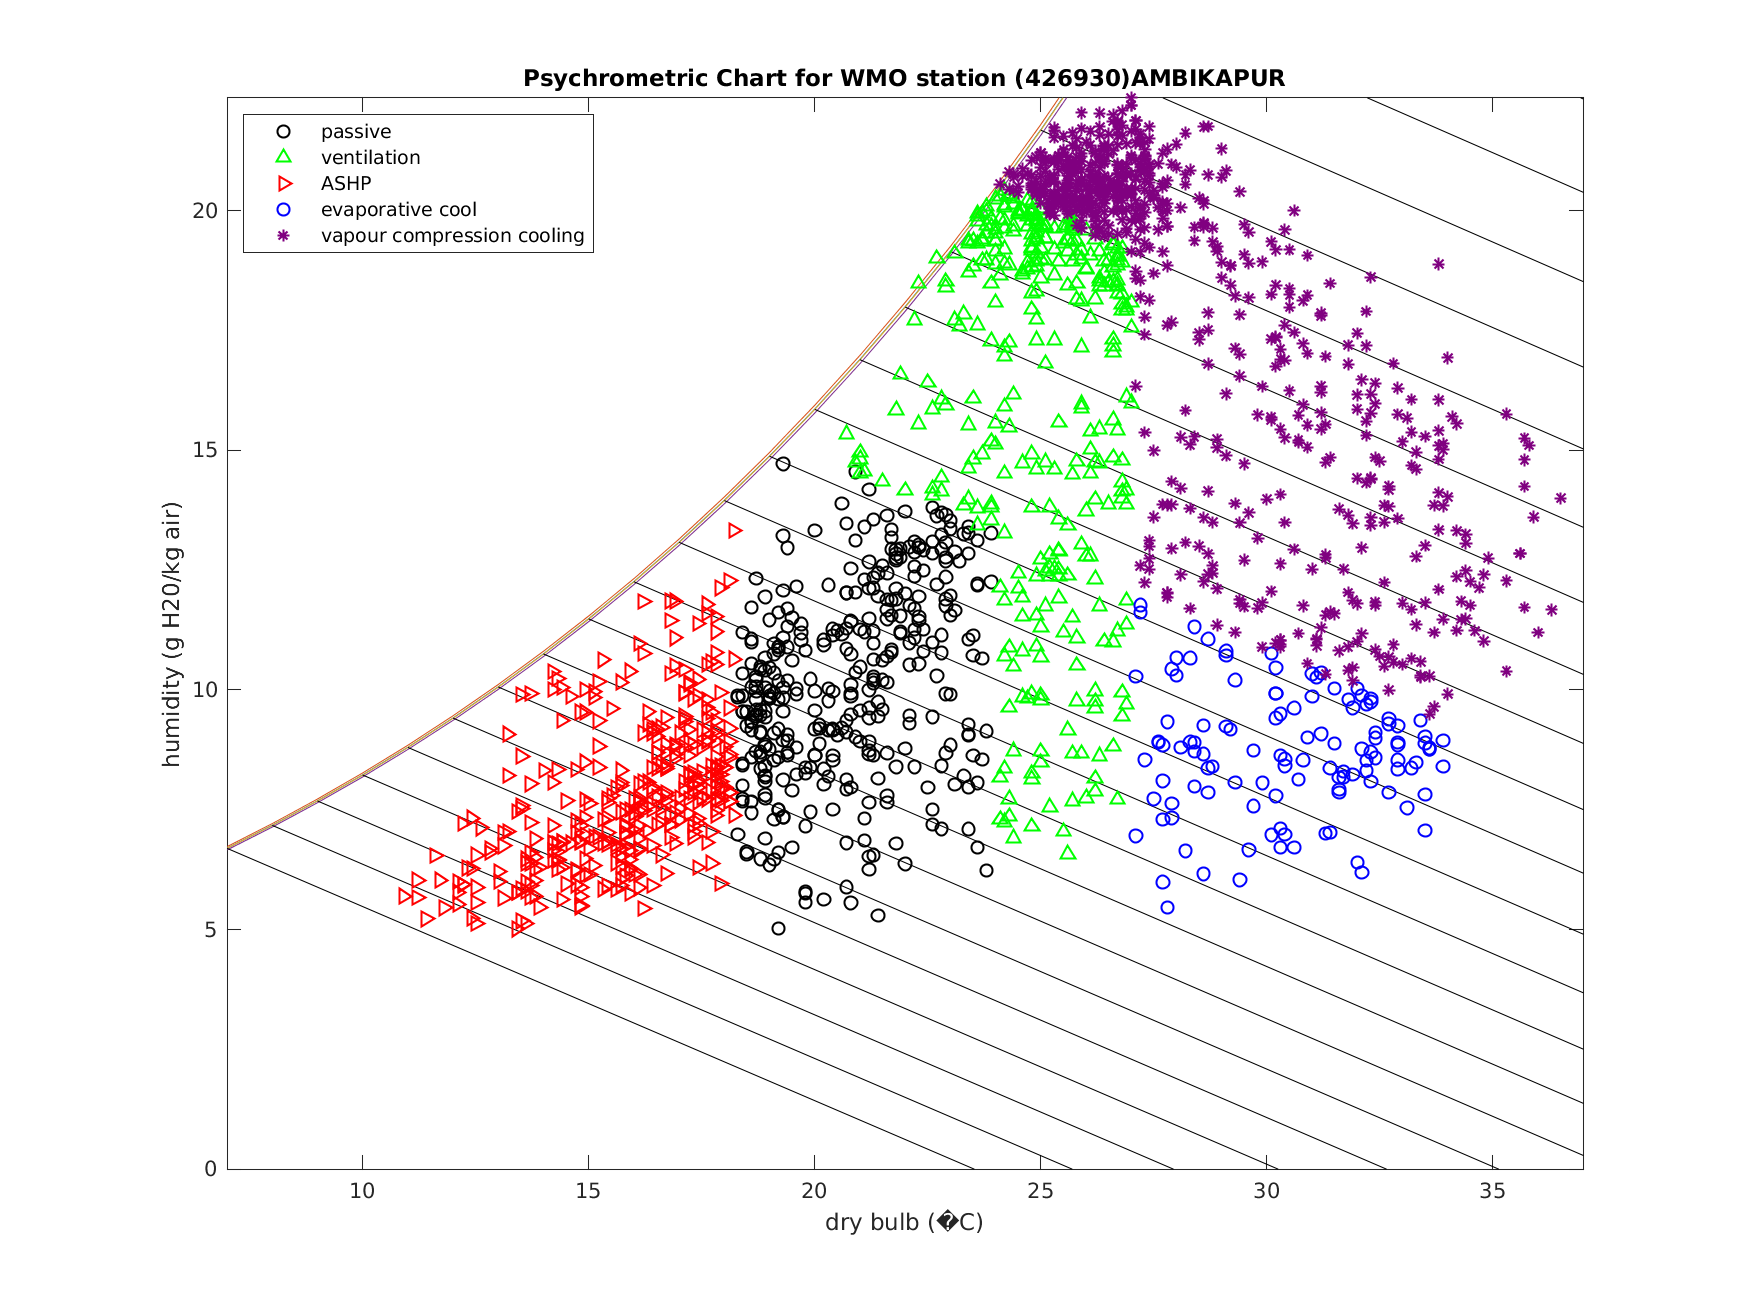 Psychrometric Chart for WMO station (426930)AMBIKAPUR
passive
ventilation
ASHP
evaporative cool
vapour compression cooling
humidity (g H20/kg air)
20
15
10
5
0
10 15 20 25 30 35
dry bulb (�C)